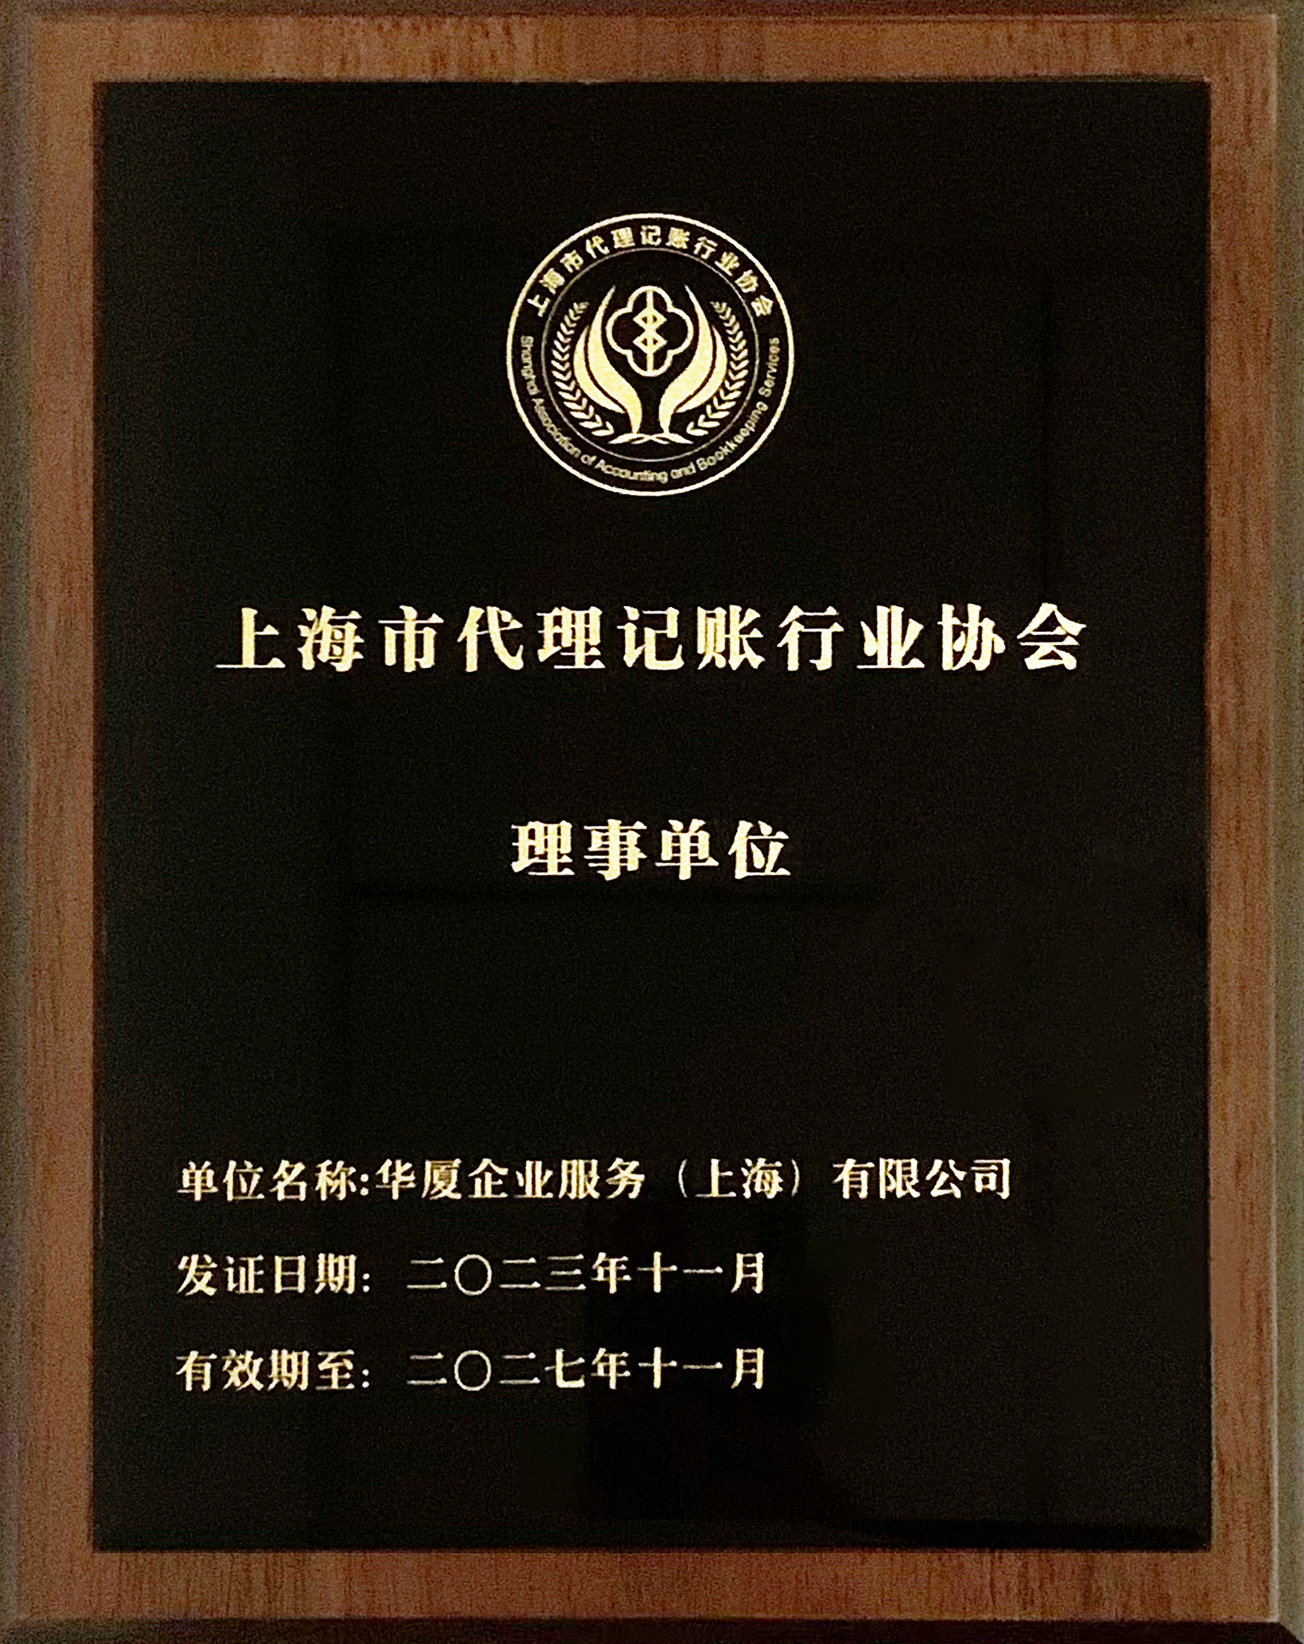 上海市代理记账行业协会
Shanghai Association of Accounting and Bookkeeping Services
上海市代理记账行业协会
理事单位
单位名称:华厦企业服务（上海）有限公司
发证日期：二〇二三年十一月
有效期至：二〇二七年十一月